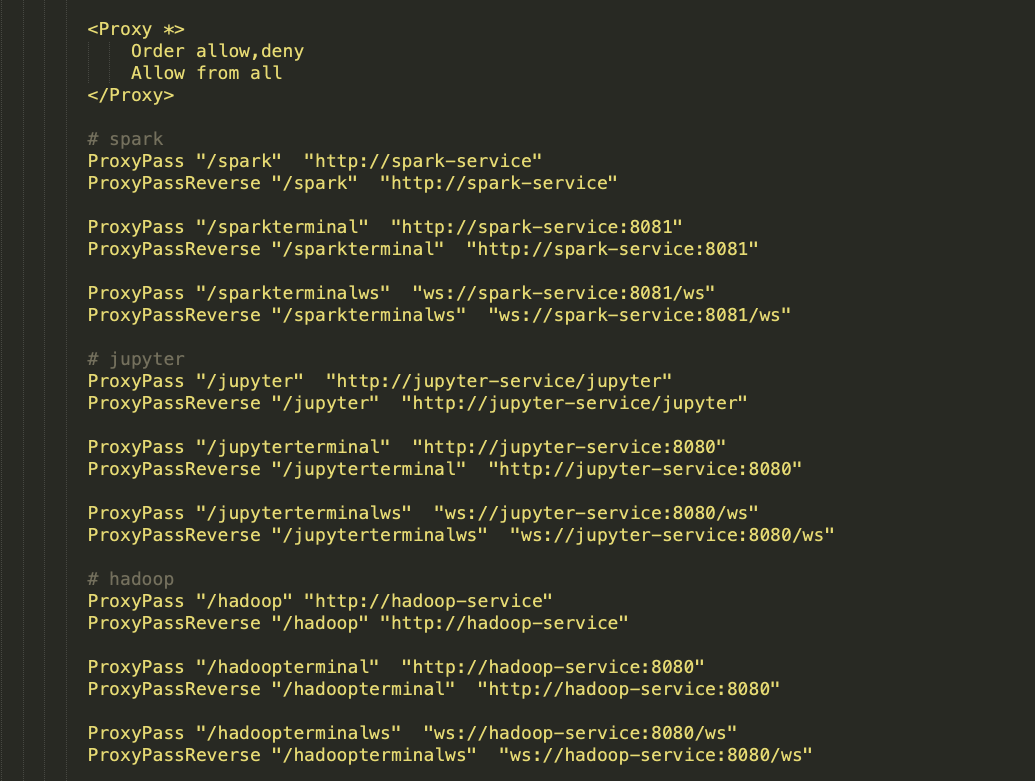 <Proxy *>
    Order allow,deny
    Allow from all
</Proxy>
# spark
ProxyPass "/spark"  "http://spark-service"
ProxyPassReverse "/spark"  "http://spark-service"
ProxyPass "/sparkterminal"  "http://spark-service:8081"
ProxyPassReverse "/sparkterminal"  "http://spark-service:8081"
ProxyPass "/sparkterminalws"  "ws://spark-service:8081/ws"
ProxyPassReverse "/sparkterminalws"  "ws://spark-service:8081/ws"
# jupyter
ProxyPass "/jupyter"  "http://jupyter-service/jupyter"
ProxyPassReverse "/jupyter"  "http://jupyter-service/jupyter"
ProxyPass "/jupyterterminal"  "http://jupyter-service:8080"
ProxyPassReverse "/jupyterterminal"  "http://jupyter-service:8080"
ProxyPass "/jupyterterminalws"  "ws://jupyter-service:8080/ws"
ProxyPassReverse "/jupyterterminalws"  "ws://jupyter-service:8080/ws"
# hadoop
ProxyPass "/hadoop" "http://hadoop-service"
ProxyPassReverse "/hadoop" "http://hadoop-service"
ProxyPass "/hadoopterminal"  "http://hadoop-service:8080"
ProxyPassReverse "/hadoopterminal"  "http://hadoop-service:8080"
ProxyPass "/hadoopterminalws"  "ws://hadoop-service:8080/ws"
ProxyPassReverse "/hadoopterminalws"  "ws://hadoop-service:8080/ws"